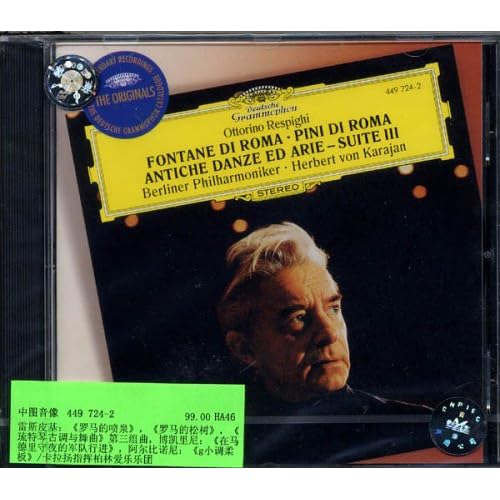 THE ORIGINALS
LEGENDARY RECORDINGS
Deutsche
Grammophon
449 724-2
Ottorino Respighi
FONTANE DI ROMA · PINI DI ROMA
ANTICHE DANZE ED ARIE – SUITE III
Berliner Philharmoniker · Herbert von Karajan
STEREO
中图音像 449 724-2 99.00 HA46
雷斯皮基:《罗马的喷泉》,《罗马的松树》,《
琉特琴古调与舞曲》第三组曲,博凯里尼:《在马
德里守夜的军队行进》,阿尔比诺尼:《g小调柔
板》/卡拉扬指挥柏林爱乐乐团